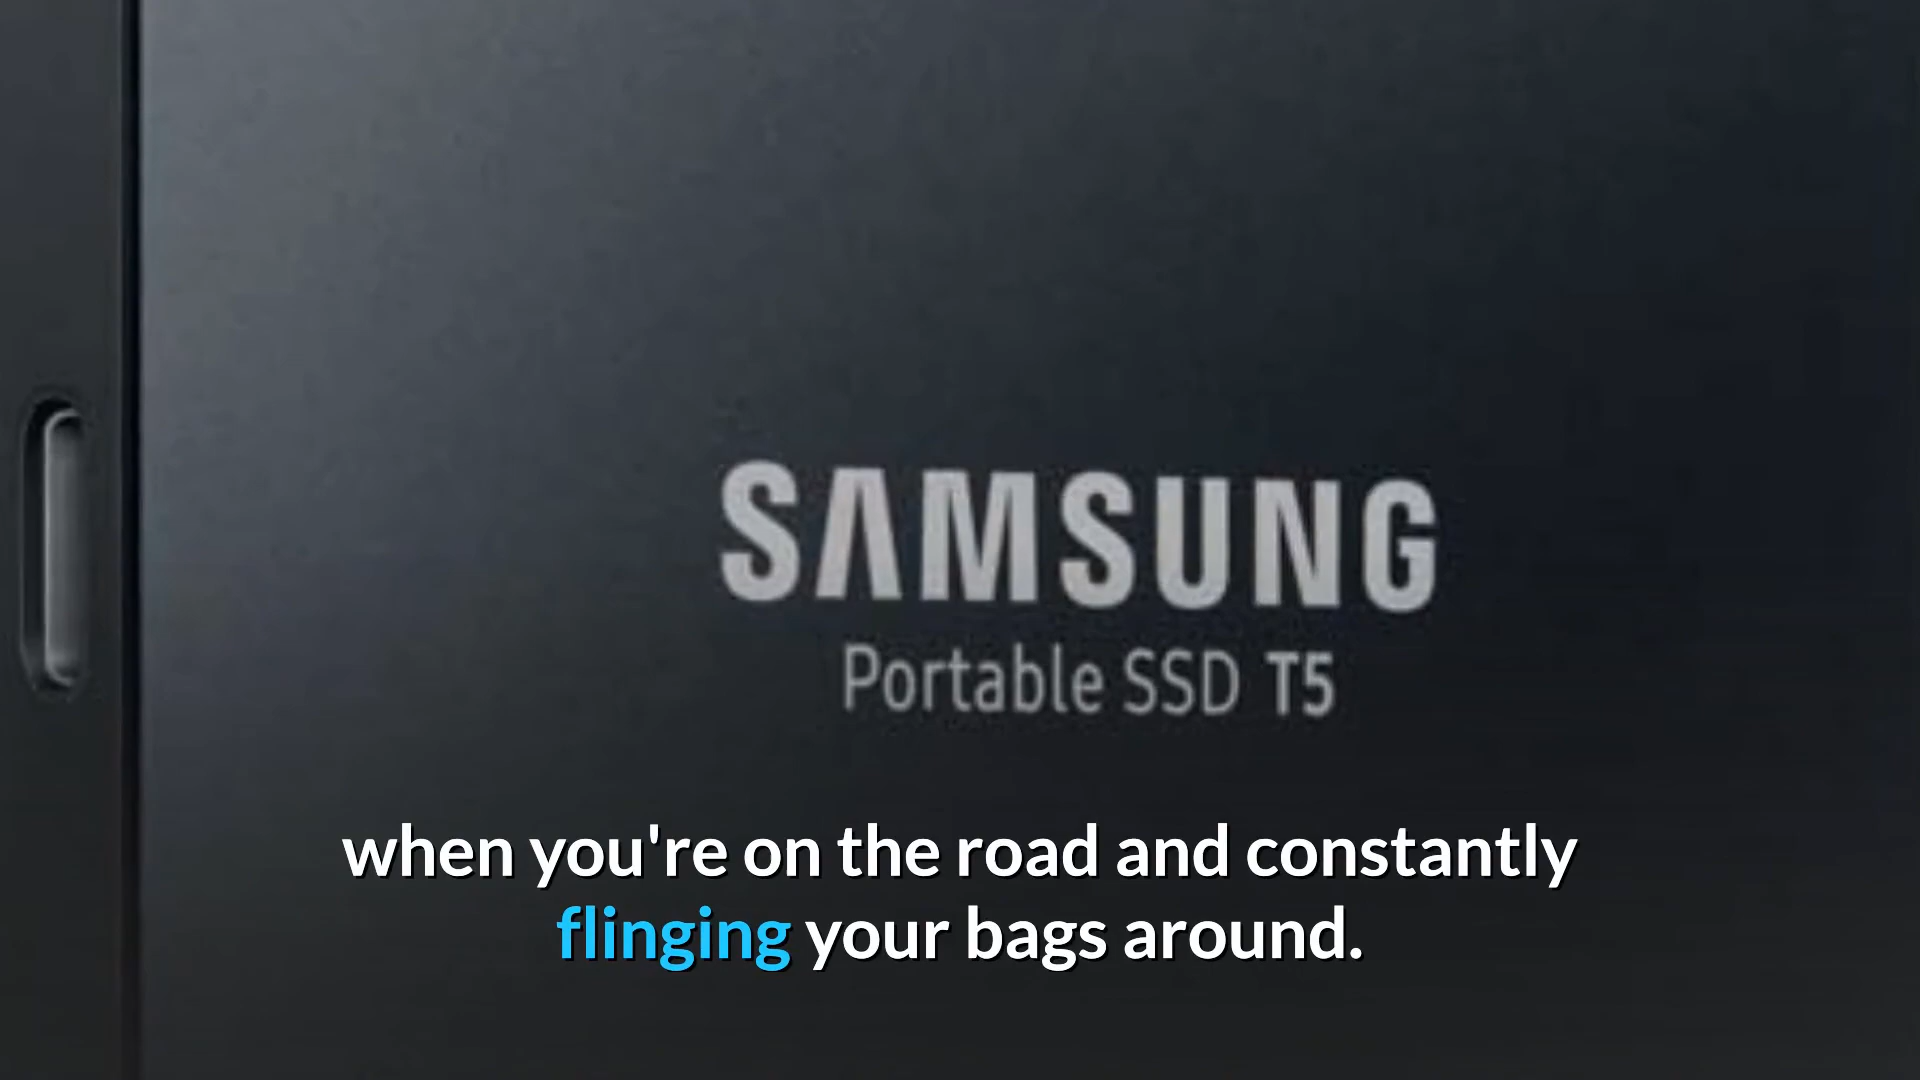 SAMSUNG
Portable SSD T5
when you're on the road and constantly
flinging your bags around.